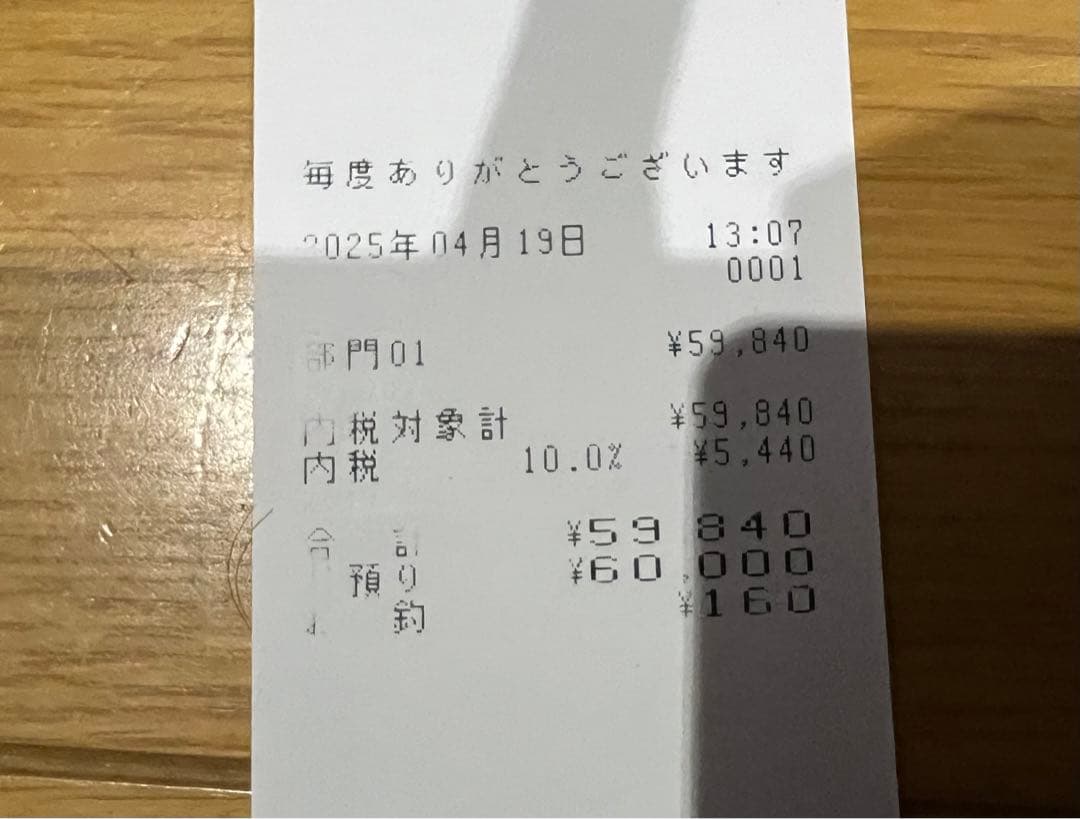 毎度ありがとうございます
2025年04月19日 13:07
0001
部門01 ¥59,840
内税対象計 ¥59,840
内税 10.0% ¥5,440
合計 ¥59,840
預り ¥60,000
釣 ¥160